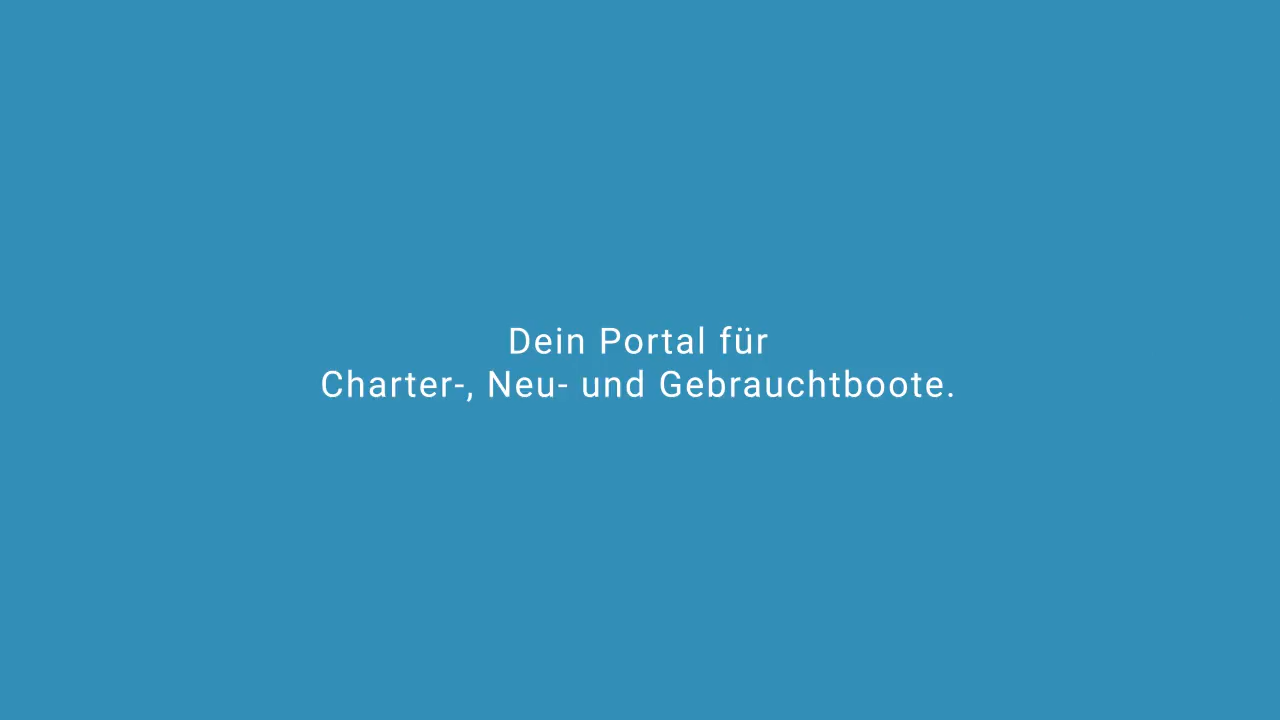 Dein Portal für
Charter-, Neu- und Gebrauchtboote.